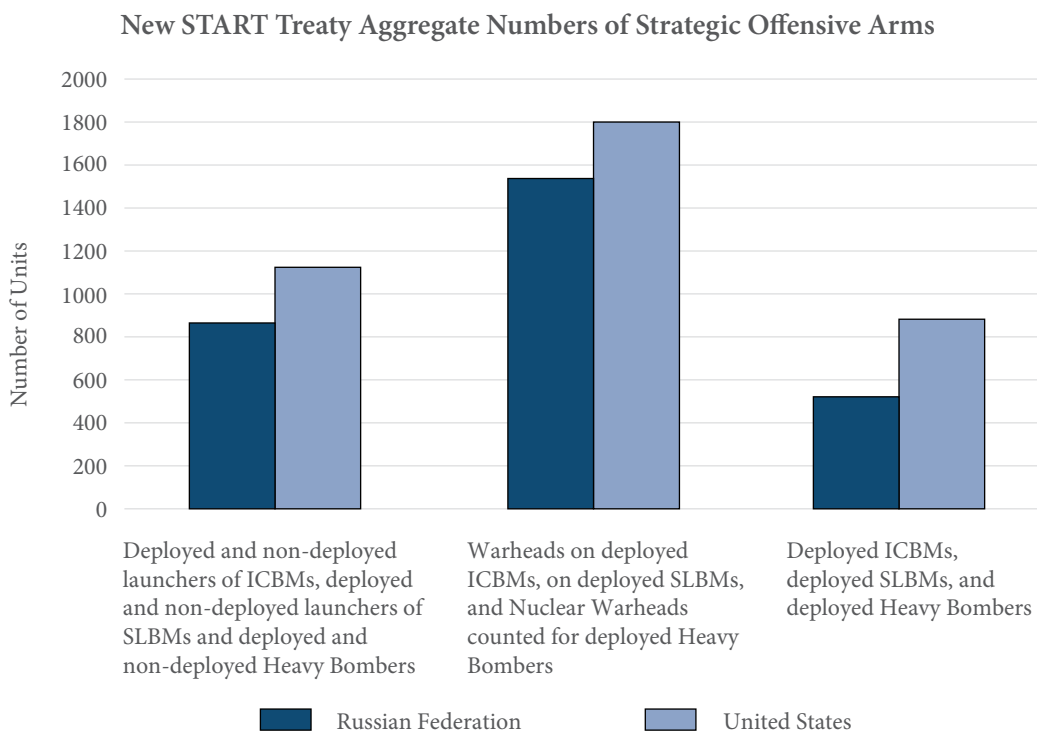 New START Treaty Aggregate Numbers of Strategic Offensive Arms
Number of Units
2000
1800
1600
1400
1200
1000
800
600
400
200
0
Deployed and non-deployed
launchers of ICBMs, deployed
and non-deployed launchers of
SLBMs and deployed and
non-deployed Heavy Bombers
Warheads on deployed
ICBMs, on deployed SLBMs,
and Nuclear Warheads
counted for deployed Heavy
Bombers
Deployed ICBMs,
deployed SLBMs, and
deployed Heavy Bombers
Russian Federation
United States